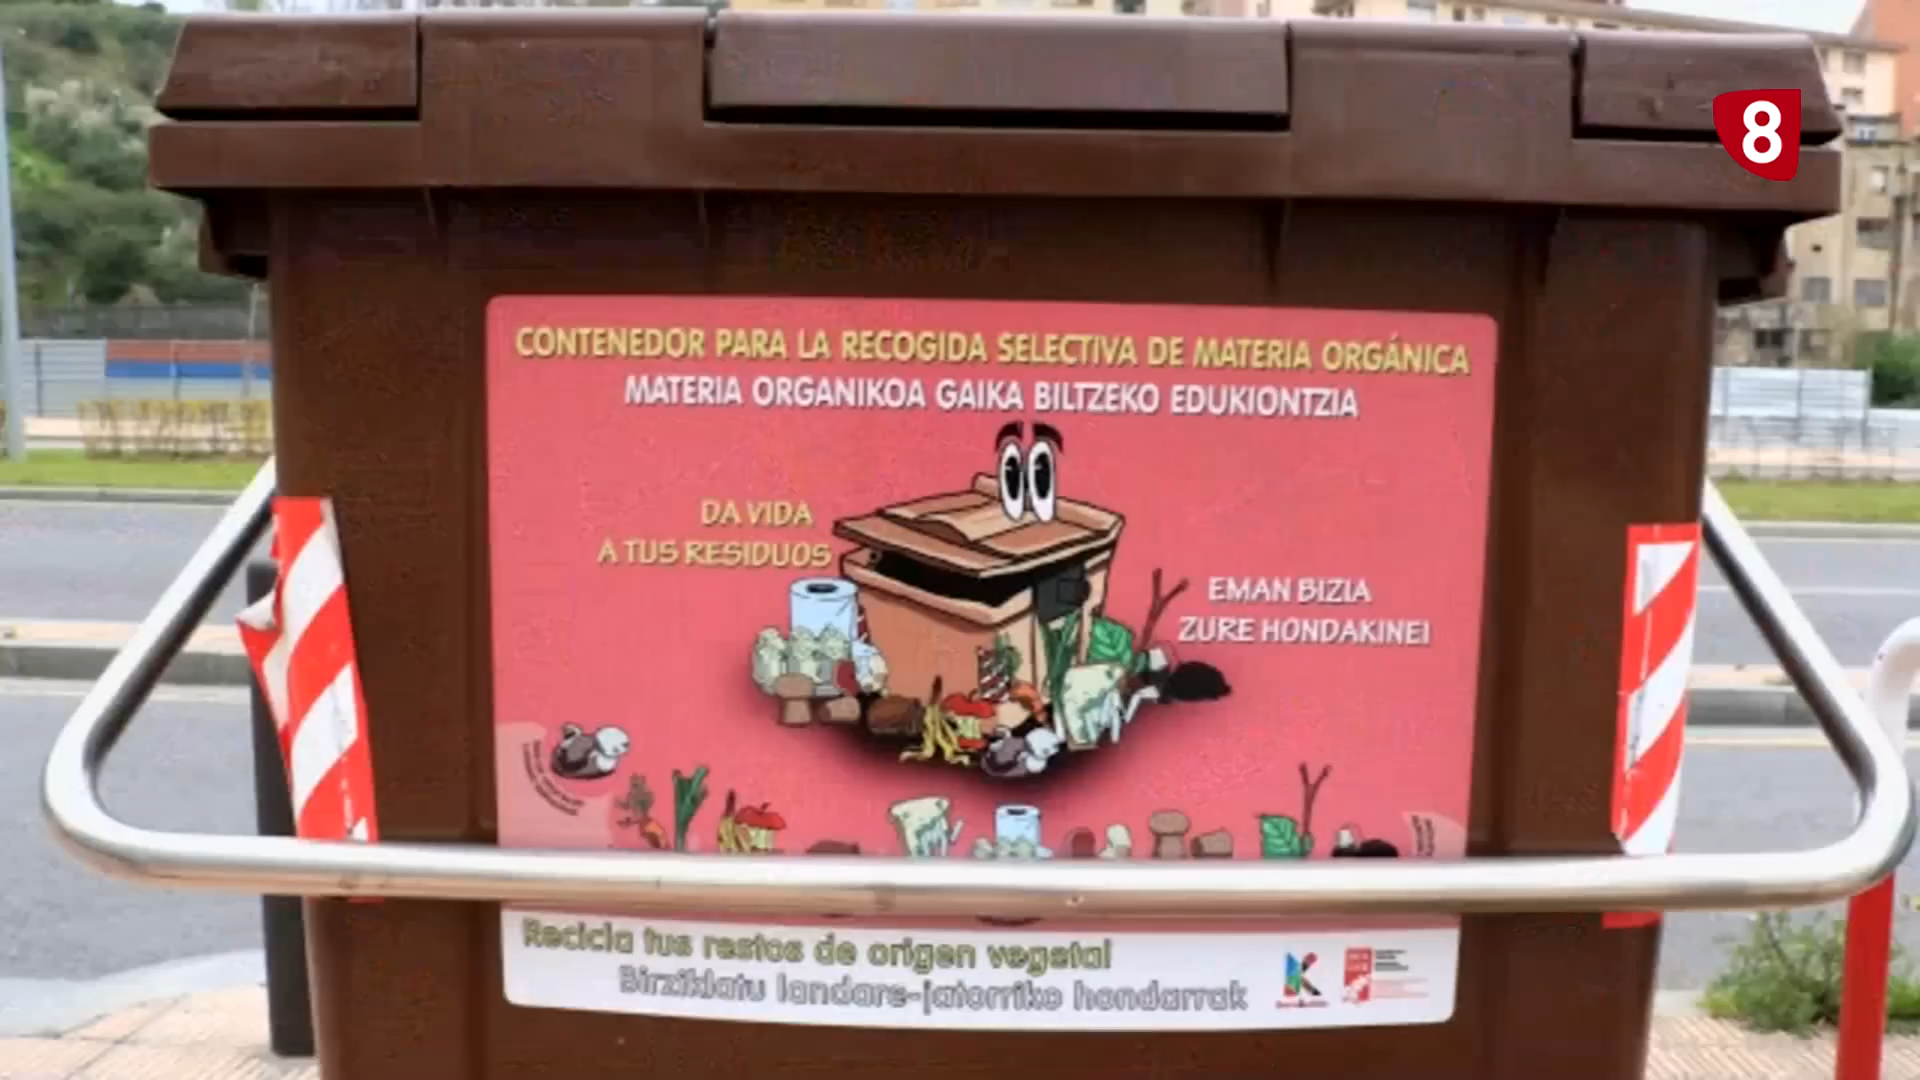 8
CONTENEDOR PARA LA RECOGIDA SELECTIVA DE MATERIA ORGÁNICA
MATERIA ORGANIKOA GAIKA BILTZEKO EDUKIONTZIA
DA VIDA
A TUS RESIDUOS
EMAN BIZIA
ZURE HONDAKINEI
Recicla tus restos de origen vegetal
Birziklatu landare-jatorriko hondarrak